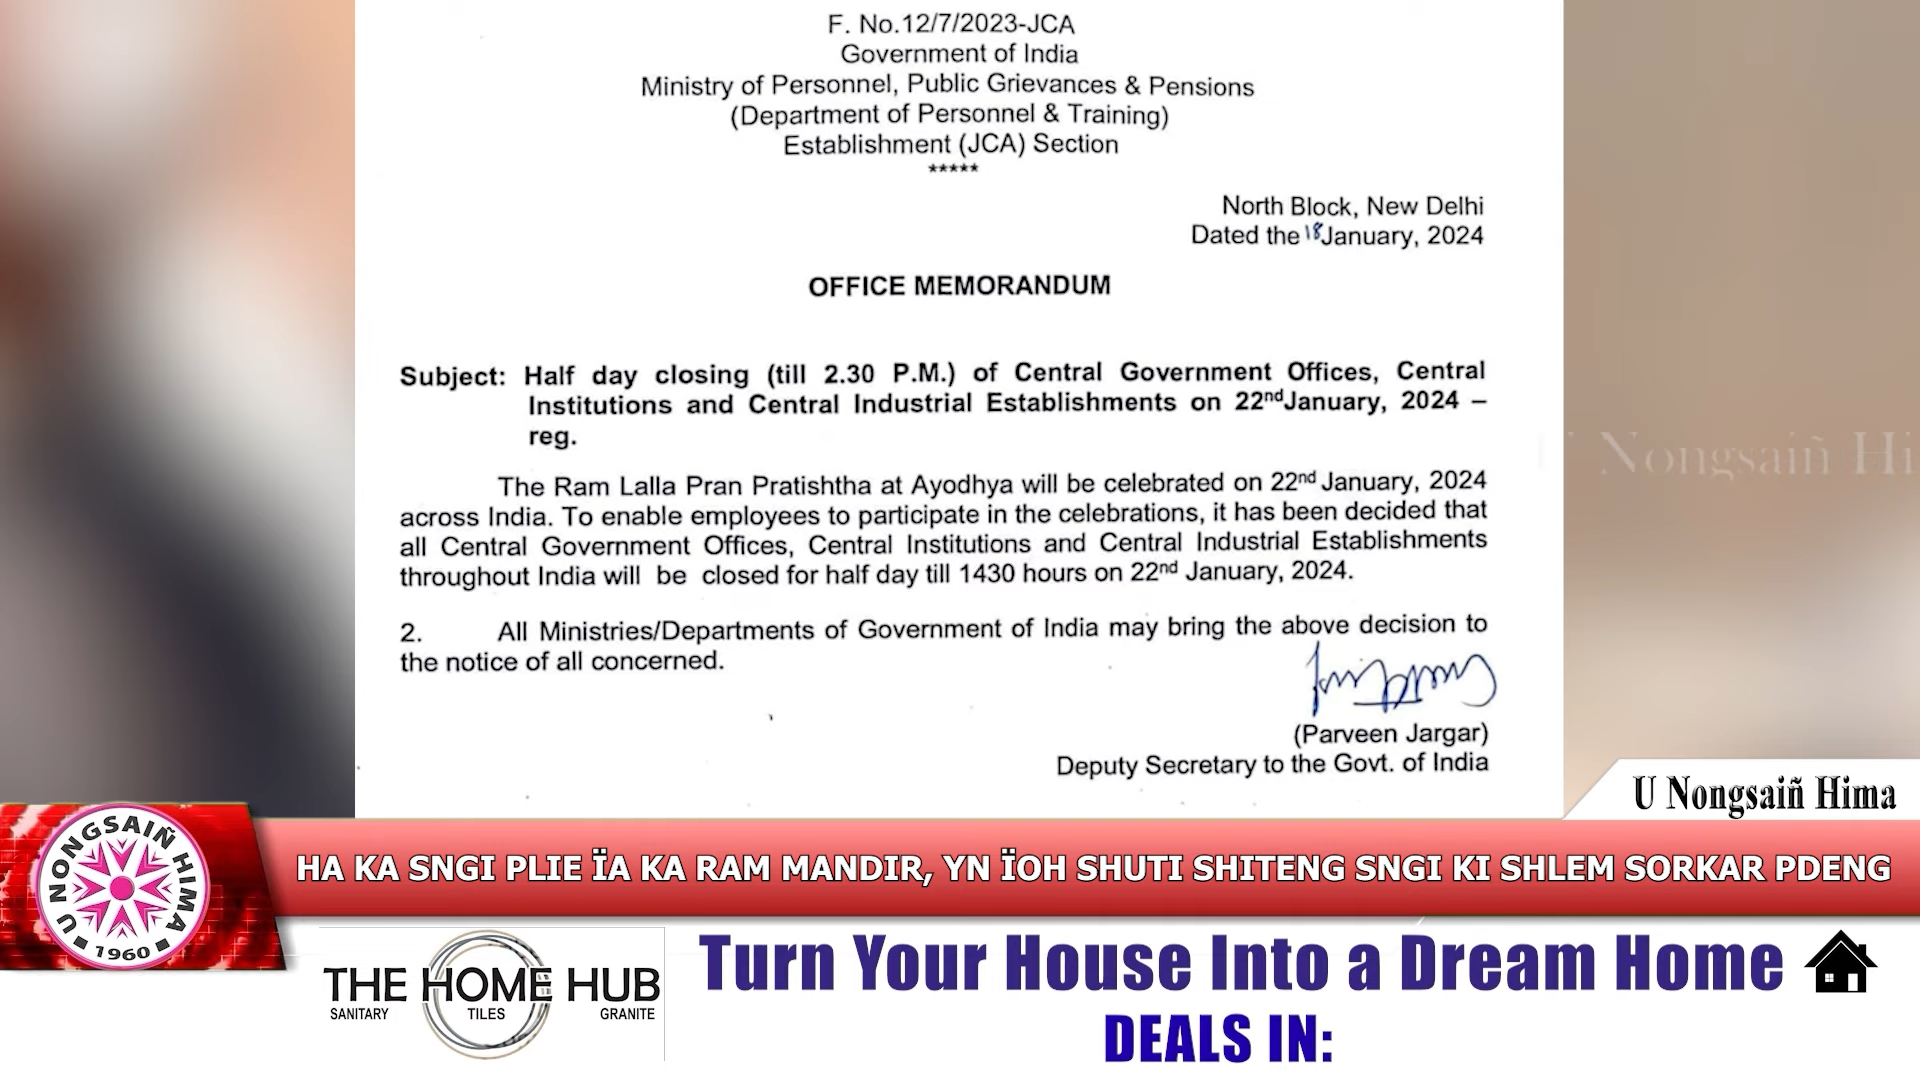 F. No.12/7/2023-JCA
Government of India
Ministry of Personnel, Public Grievances & Pensions
(Department of Personnel & Training)
Establishment (JCA) Section
*****
North Block, New Delhi
Dated the 18 January, 2024
OFFICE MEMORANDUM
Subject: Half day closing (till 2.30 P.M.) of Central Government Offices, Central
Institutions and Central Industrial Establishments on 22nd January, 2024 –
reg.
The Ram Lalla Pran Pratishtha at Ayodhya will be celebrated on 22nd January, 2024
across India. To enable employees to participate in the celebrations, it has been decided that
all Central Government Offices, Central Institutions and Central Industrial Establishments
throughout India will be closed for half day till 1430 hours on 22nd January, 2024.
2. All Ministries/Departments of Government of India may bring the above decision to
the notice of all concerned.
(Parveen Jargar)
Deputy Secretary to the Govt. of India
U Nongsaiñ Hi
U Nongsaiñ Hima
U NONGSAIÑ HIMA
1960
HA KA SNGI PLIE ÏA KA RAM MANDIR, YN ÏOH SHUTI SHITENG SNGI KI SHLEM SORKAR PDENG
THE HOME HUB
SANITARY TILES GRANITE
Turn Your House Into a Dream Home
DEALS IN: